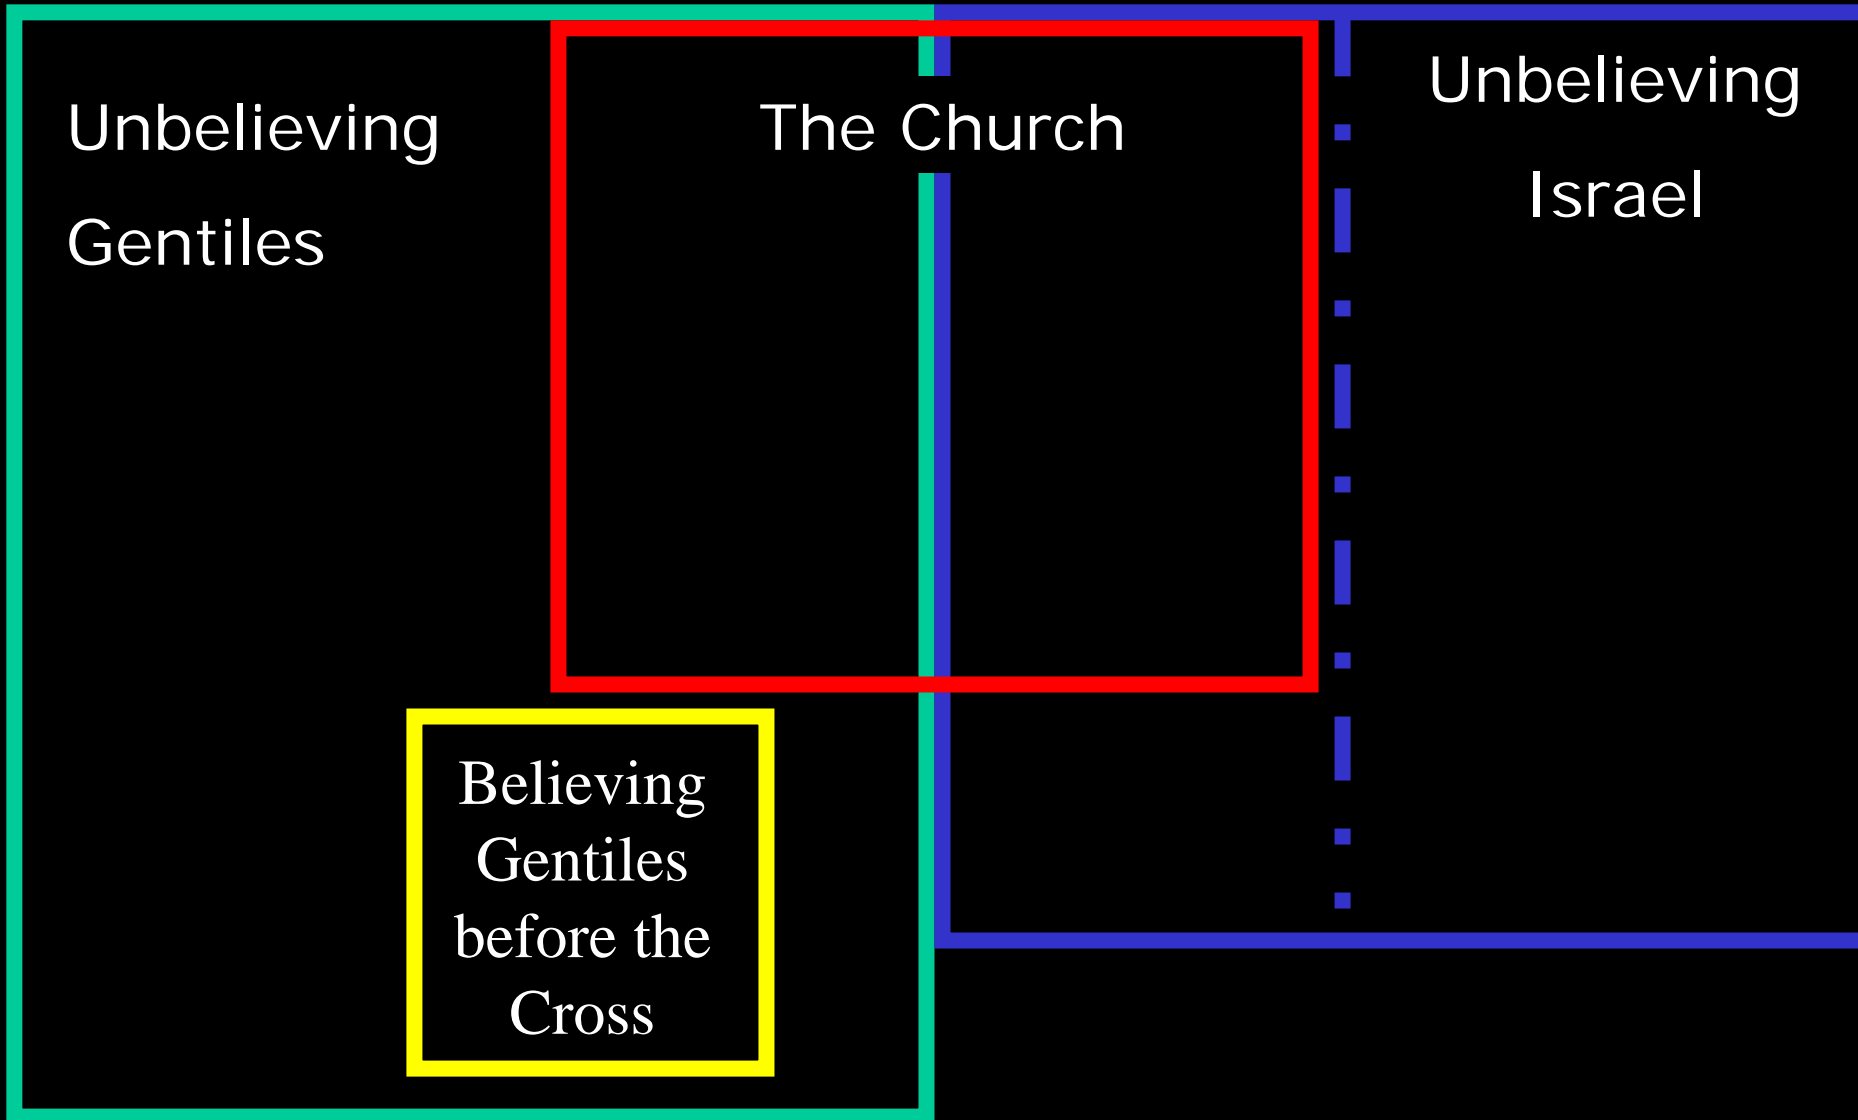 Unbelieving
Gentiles
The Church
Unbelieving
Israel
Believing
Gentiles
before the
Cross